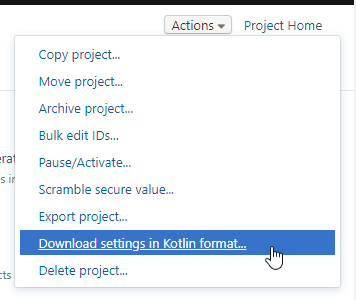 Actions Project Home
Copy project...
Move project...
Archive project...
Bulk edit IDs...
Pause/Activate...
Scramble secure value...
Export project...
Download settings in Kotlin format...
Delete project...